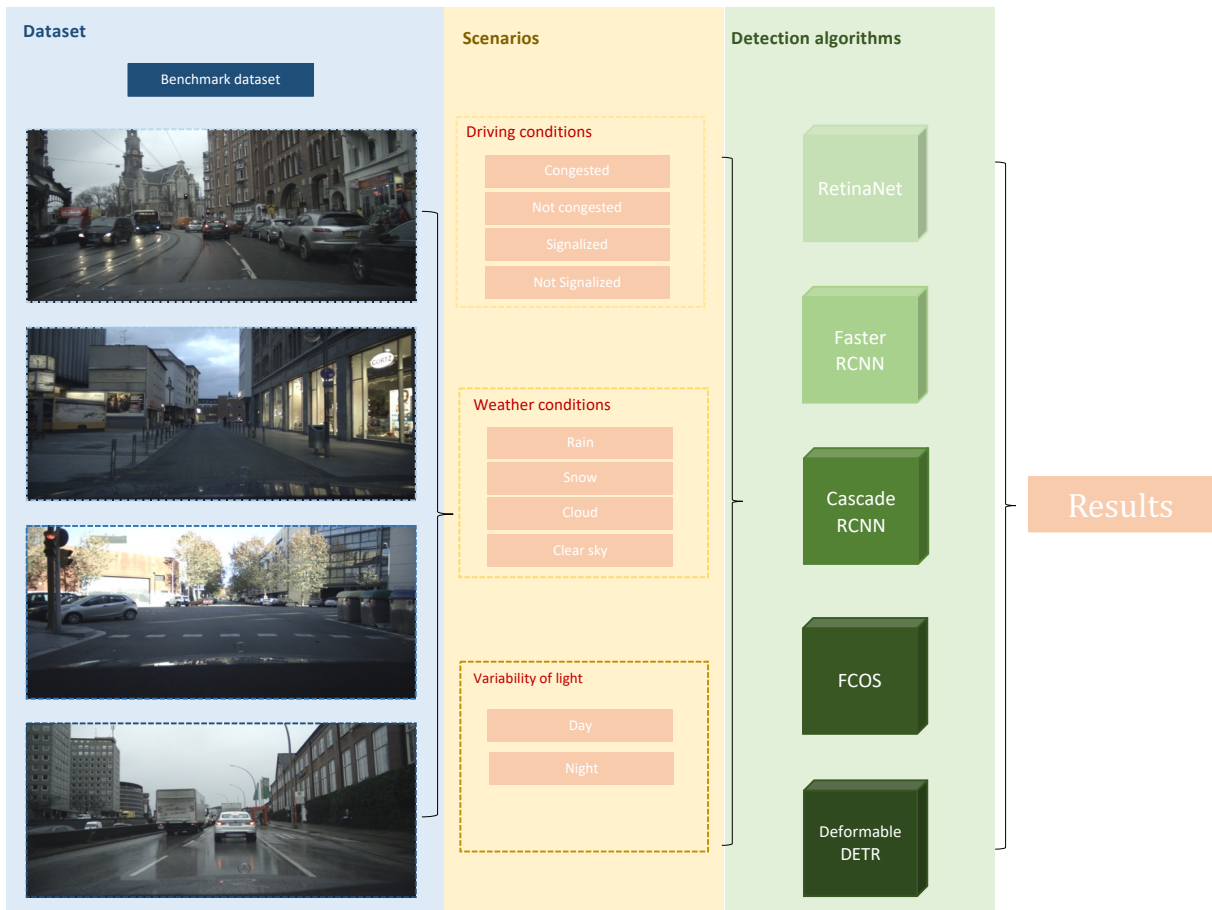 Dataset
Benchmark dataset
GÖRTZ
Scenarios
Driving conditions
Congested
Not congested
Signalized
Not Signalized
Weather conditions
Rain
Snow
Cloud
Clear sky
Variability of light
Day
Night
Detection algorithms
RetinaNet
Faster
RCNN
Cascade
RCNN
FCOS
Deformable
DETR
Results